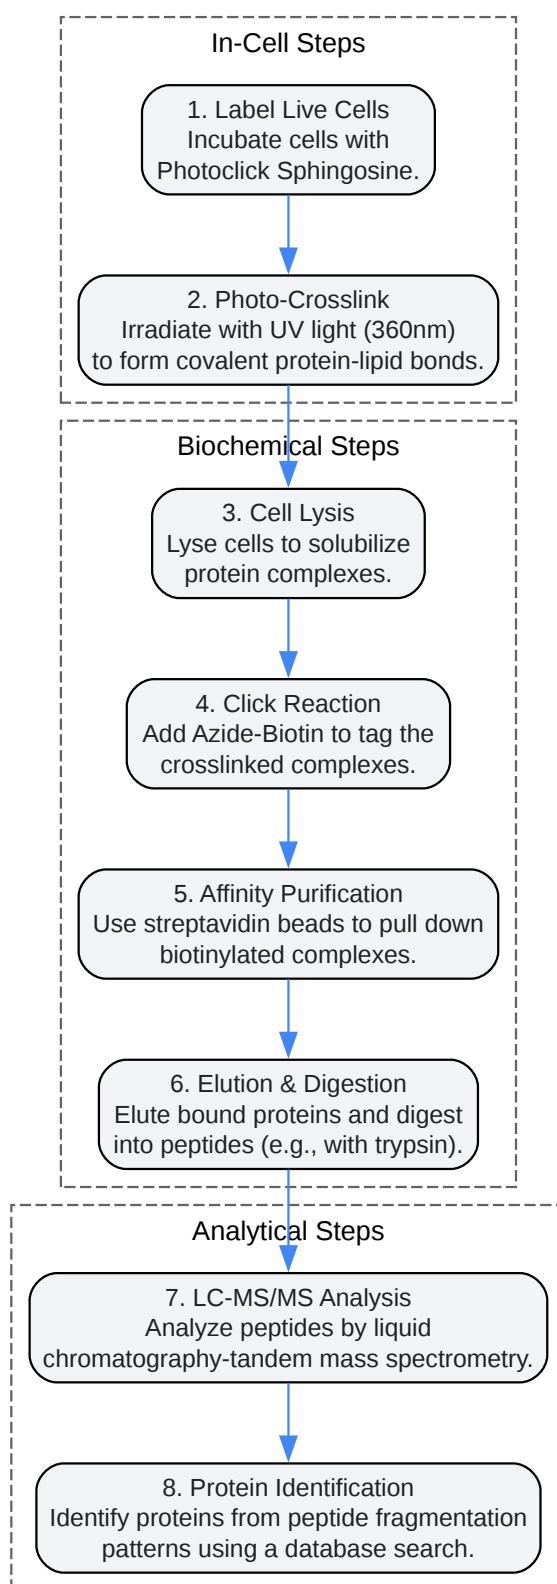 In-Cell Steps
1. Label Live Cells
Incubate cells with
Photoclick Sphingosine.
2. Photo-Crosslink
Irradiate with UV light (360nm)
to form covalent protein-lipid bonds.
Biochemical Steps
3. Cell Lysis
Lyse cells to solubilize
protein complexes.
4. Click Reaction
Add Azide-Biotin to tag the
crosslinked complexes.
5. Affinity Purification
Use streptavidin beads to pull down
biotinylated complexes.
6. Elution & Digestion
Elute bound proteins and digest
into peptides (e.g., with trypsin).
Analytical Steps
7. LC-MS/MS Analysis
Analyze peptides by liquid
chromatography-tandem mass spectrometry.
8. Protein Identification
Identify proteins from peptide fragmentation
patterns using a database search.